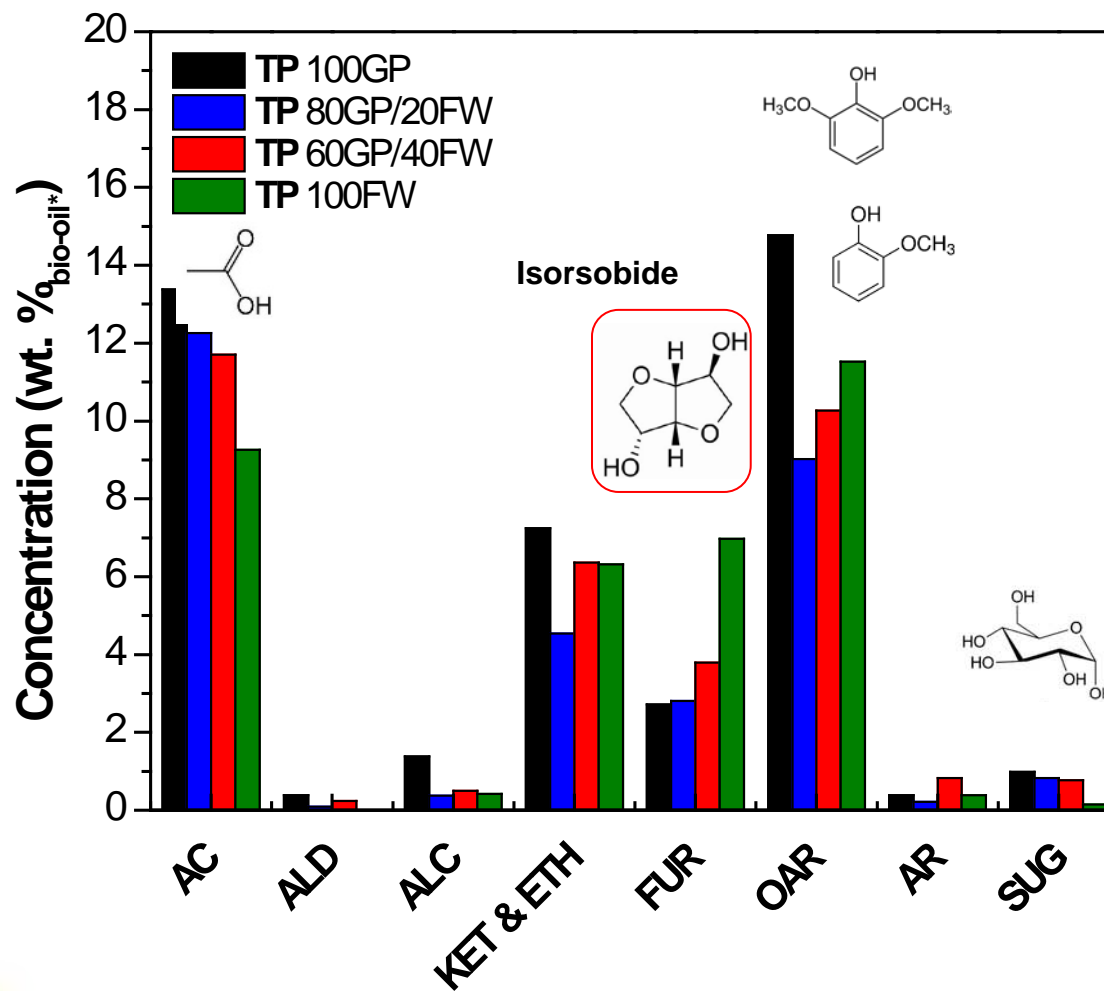 Concentration (wt. %bio-oil*)
20
18
16
14
12
10
8
6
4
2
0
TP 100GP
TP 80GP/20FW
TP 60GP/40FW
TP 100FW
O
OH
OH
H3CO
OCH3
OH
OCH3
Isorsobide
H
OH
O
O
HO
H
OH
O
HO
HO
OH
AC
ALD
ALC
KET & ETH
FUR
OAR
AR
SUG